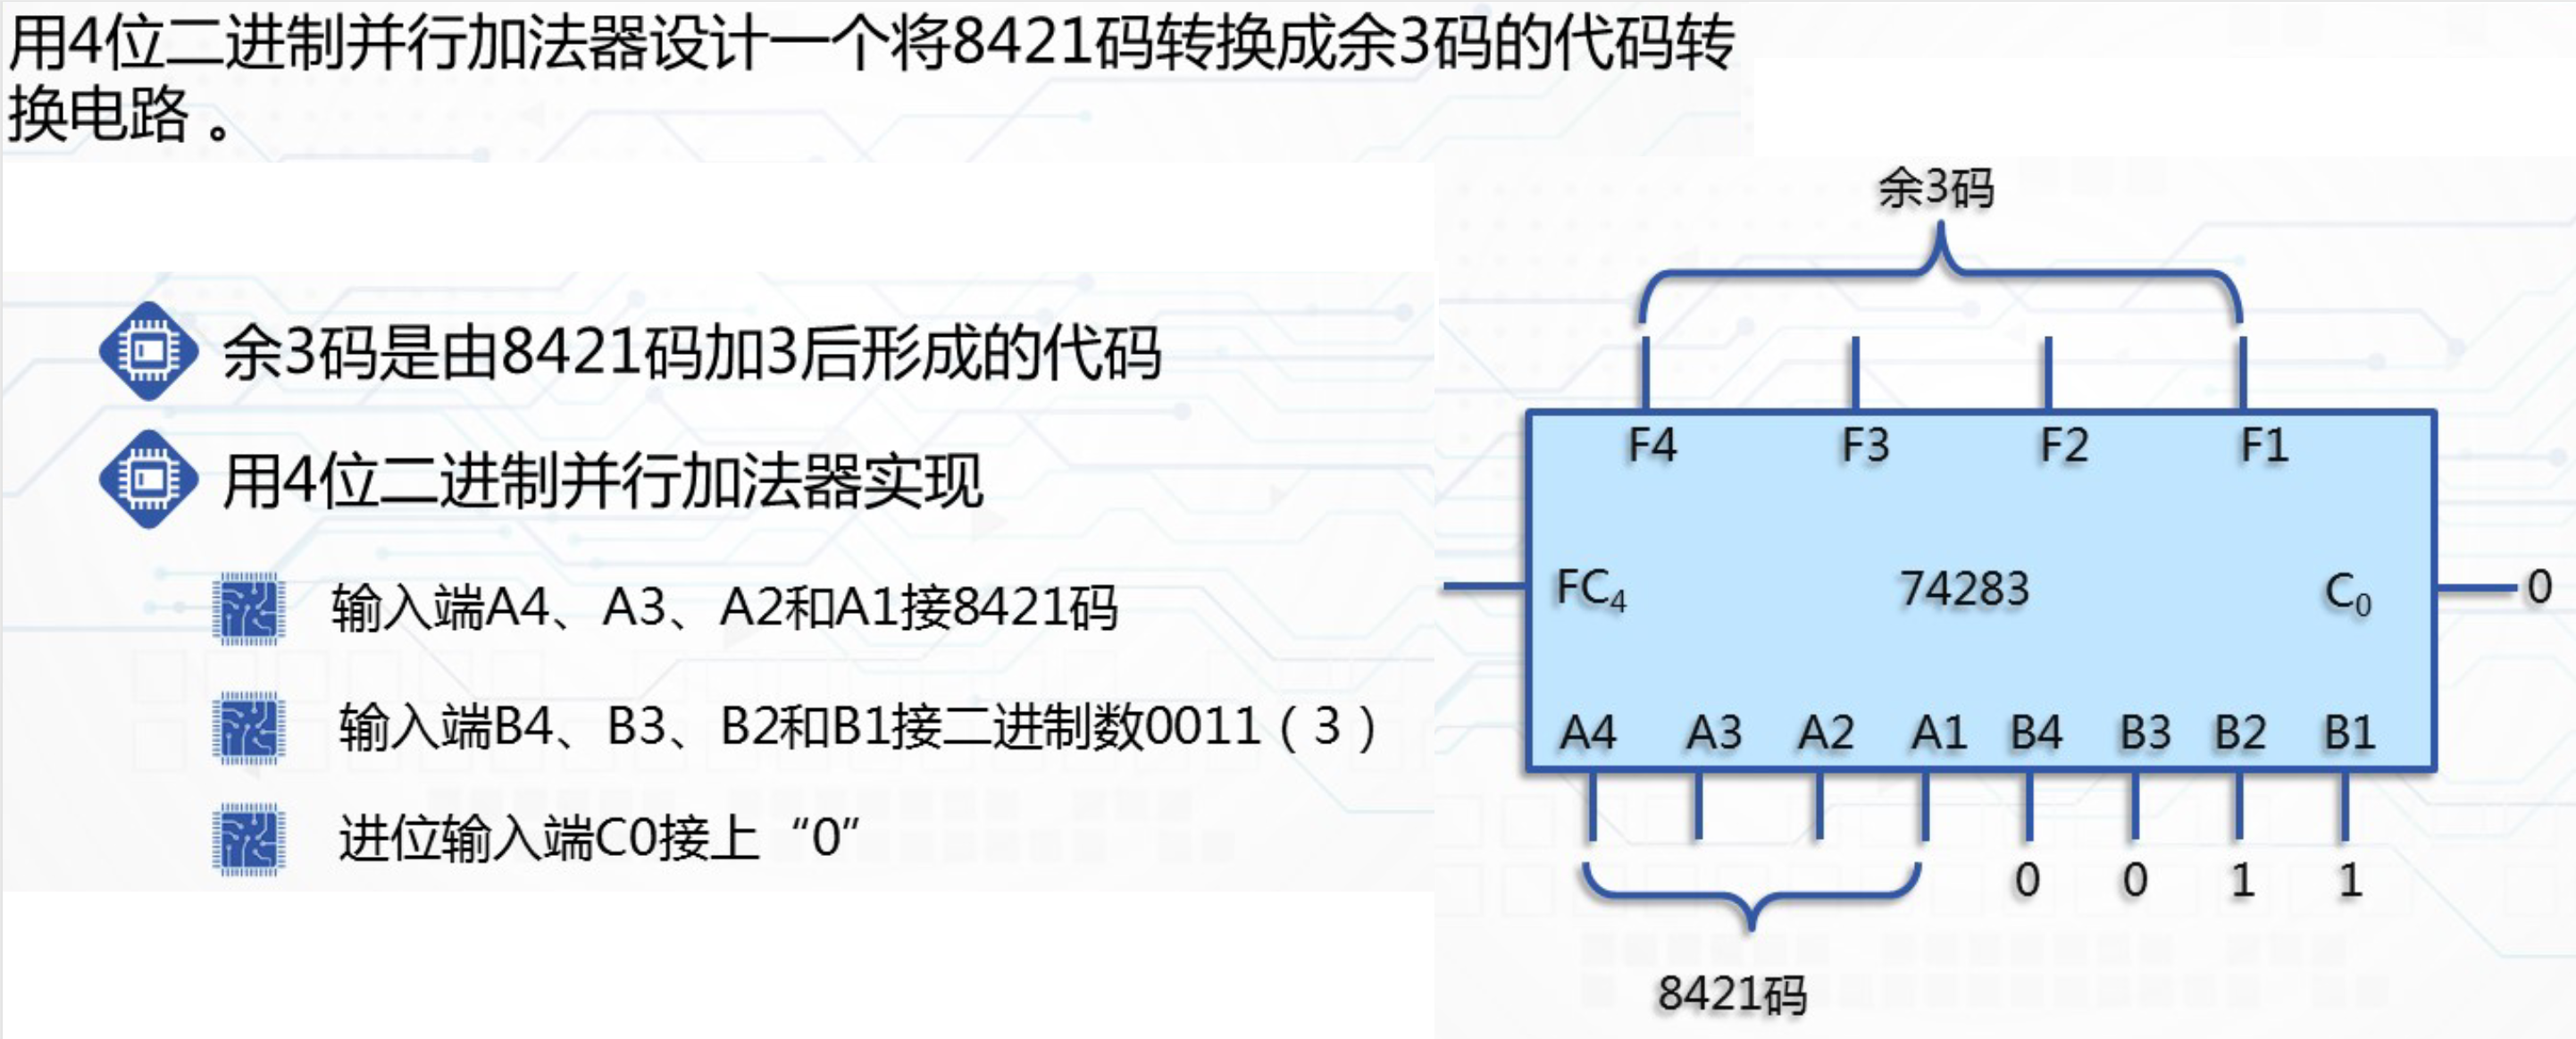 用4位二进制并行加法器设计一个将8421码转换成余3码的代码转
换电路 。
余3码是由8421码加3后形成的代码
用4位二进制并行加法器实现
输入端A4、A3、A2和A1接8421码
输入端B4、B3、B2和B1接二进制数0011（3）
进位输入端C0接上“0”
余3码
F4 F3 F2 F1
FC₄ 74283 C₀ 0
A4 A3 A2 A1 B4 B3 B2 B1
0 0 1 1
8421码